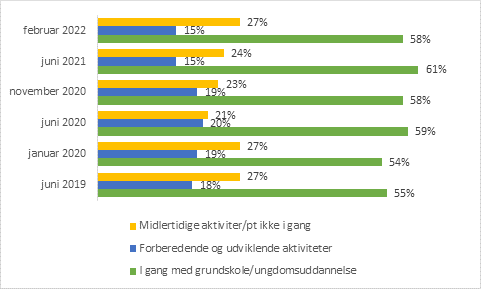 februar 2022
27%
15%
58%
juni 2021
24%
15%
61%
november 2020
23%
19%
58%
juni 2020
21%
20%
59%
januar 2020
27%
19%
54%
juni 2019
27%
18%
55%
Midlertidige aktiviter/pt ikke i gang
Forberedende og udviklende aktiviteter
I gang med grundskole/ungdomsuddannelse